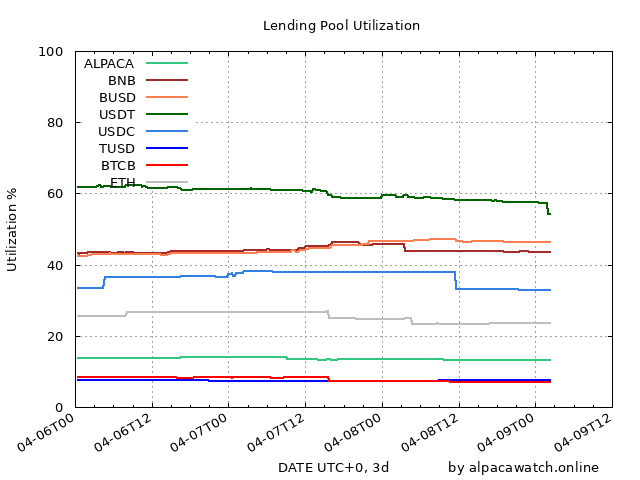 Lending Pool Utilization
100
80
60
40
20
0
Utilization %
ALPACA
BNB
BUSD
USDT
USDC
TUSD
BTCB
ETH
04-06T00
04-06T12
04-07T00
04-07T12
04-08T00
04-08T12
04-09T00
04-09T12
DATE UTC+0, 3d
by alpacawatch.online